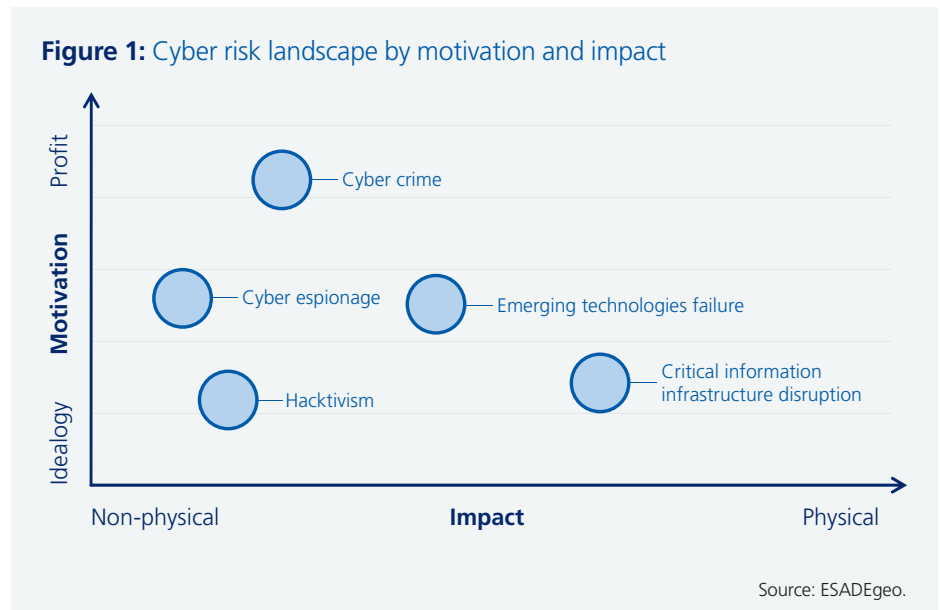 Figure 1: Cyber risk landscape by motivation and impact
Profit
Motivation
Idealogy
Cyber crime
Cyber espionage
Emerging technologies failure
Critical information
infrastructure disruption
Hacktivism
Non-physical
Impact
Physical
Source: ESADEgeo.